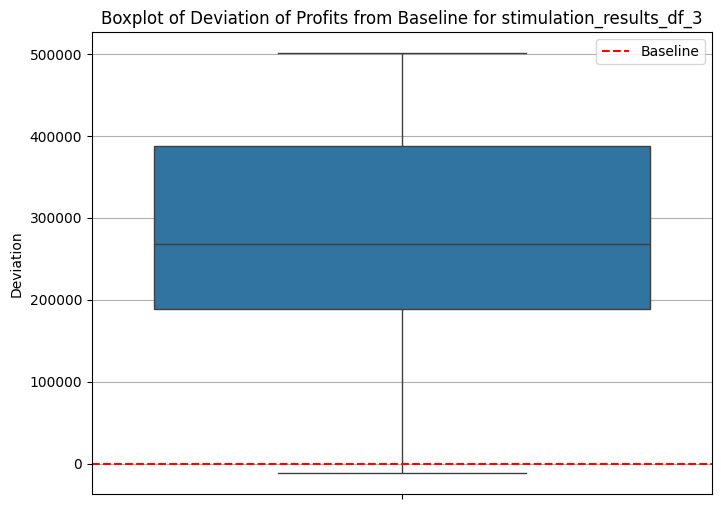 Boxplot of Deviation of Profits from Baseline for stimulation_results_df_3
Baseline
500000
400000
300000
200000
100000
0
Deviation